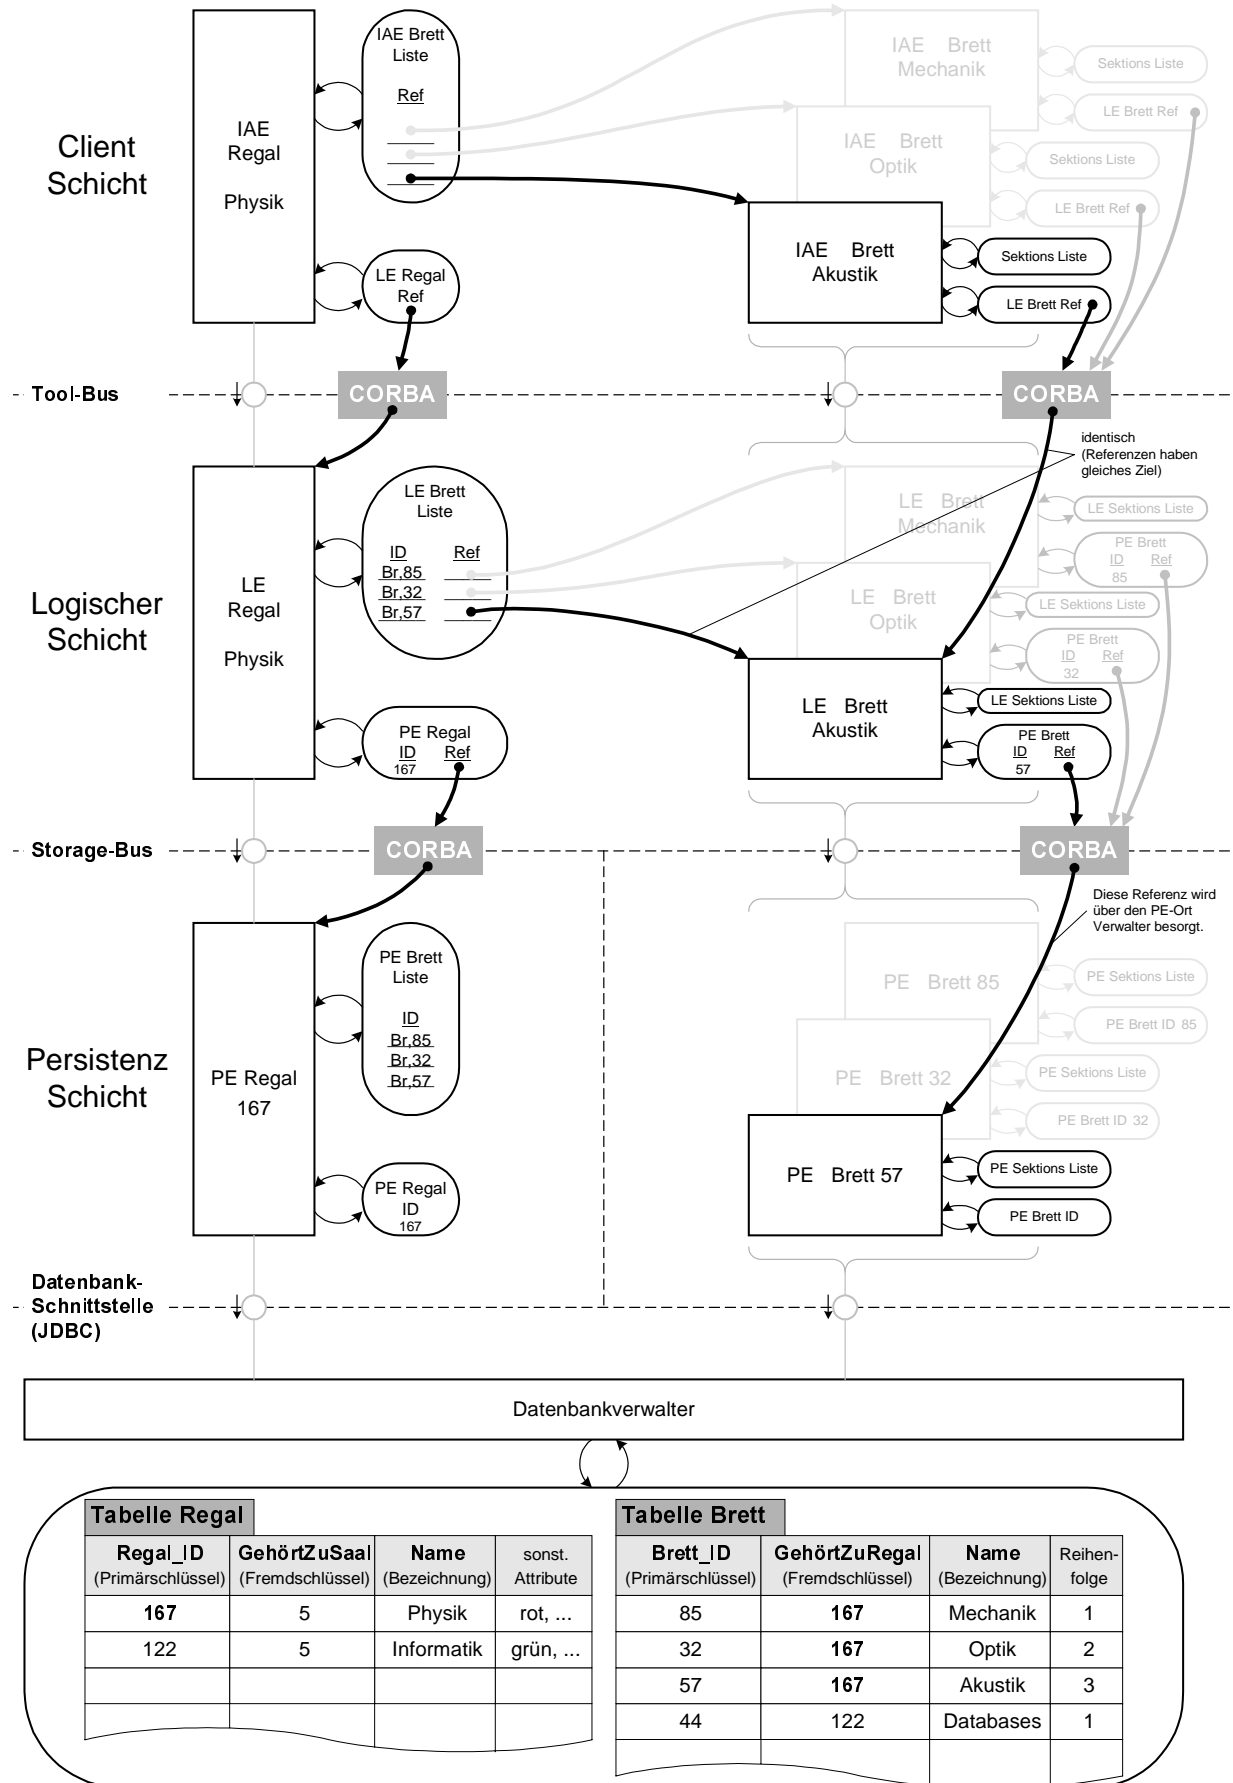 Client
Schicht
IAE
Regal
Physik
IAE Brett
Liste
Ref
LE Regal
Ref
IAE Brett
Mechanik
Sektions Liste
LE Brett Ref
IAE Brett
Optik
Sektions Liste
LE Brett Ref
IAE Brett
Akustik
Sektions Liste
LE Brett Ref
Tool-Bus
CORBA
CORBA
identisch
(Referenzen haben
gleiches Ziel)
Logischer
Schicht
LE
Regal
Physik
LE Brett
Liste
ID Ref
Br,85
Br,32
Br,57
PE Regal
ID Ref
167
LE Brett
Mechanik
LE Sektions Liste
PE Brett
ID Ref
85
LE Brett
Optik
LE Sektions Liste
PE Brett
ID Ref
32
LE Brett
Akustik
LE Sektions Liste
PE Brett
ID Ref
57
Storage-Bus
CORBA
CORBA
Diese Referenz wird
über den PE-Ort
Verwalter besorgt.
Persistenz
Schicht
PE Regal
167
PE Brett
Liste
ID
Br,85
Br,32
Br,57
PE Regal
ID
167
PE Brett 85
PE Sektions Liste
PE Brett ID 85
PE Brett 32
PE Sektions Liste
PE Brett ID 32
PE Brett 57
PE Sektions Liste
PE Brett ID
Datenbank-
Schnittstelle
(JDBC)
Datenbankverwalter
Tabelle Regal
Regal_ID GehörtZuSaal Name sonst.
(Primärschlüssel) (Fremdschlüssel) (Bezeichnung) Attribute
167 5 Physik rot, ...
122 5 Informatik grün, ...
Tabelle Brett
Brett_ID GehörtZuRegal Name Reihen-
(Primärschlüssel) (Fremdschlüssel) (Bezeichnung) folge
85 167 Mechanik 1
32 167 Optik 2
57 167 Akustik 3
44 122 Databases 1